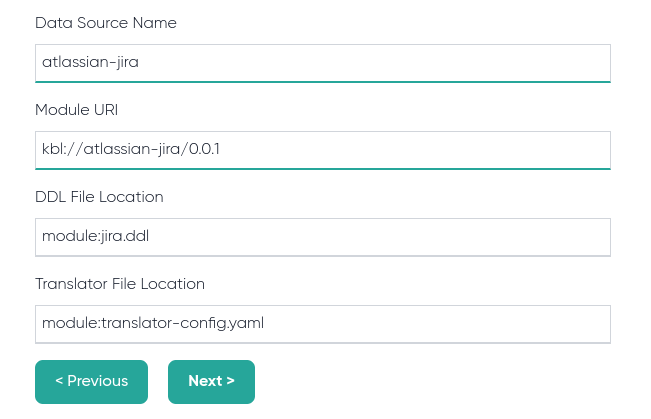 Data Source Name
atlassian-jira
Module URI
kbl://atlassian-jira/0.0.1
DDL File Location
module:jira.ddl
Translator File Location
module:translator-config.yaml
< Previous
Next >